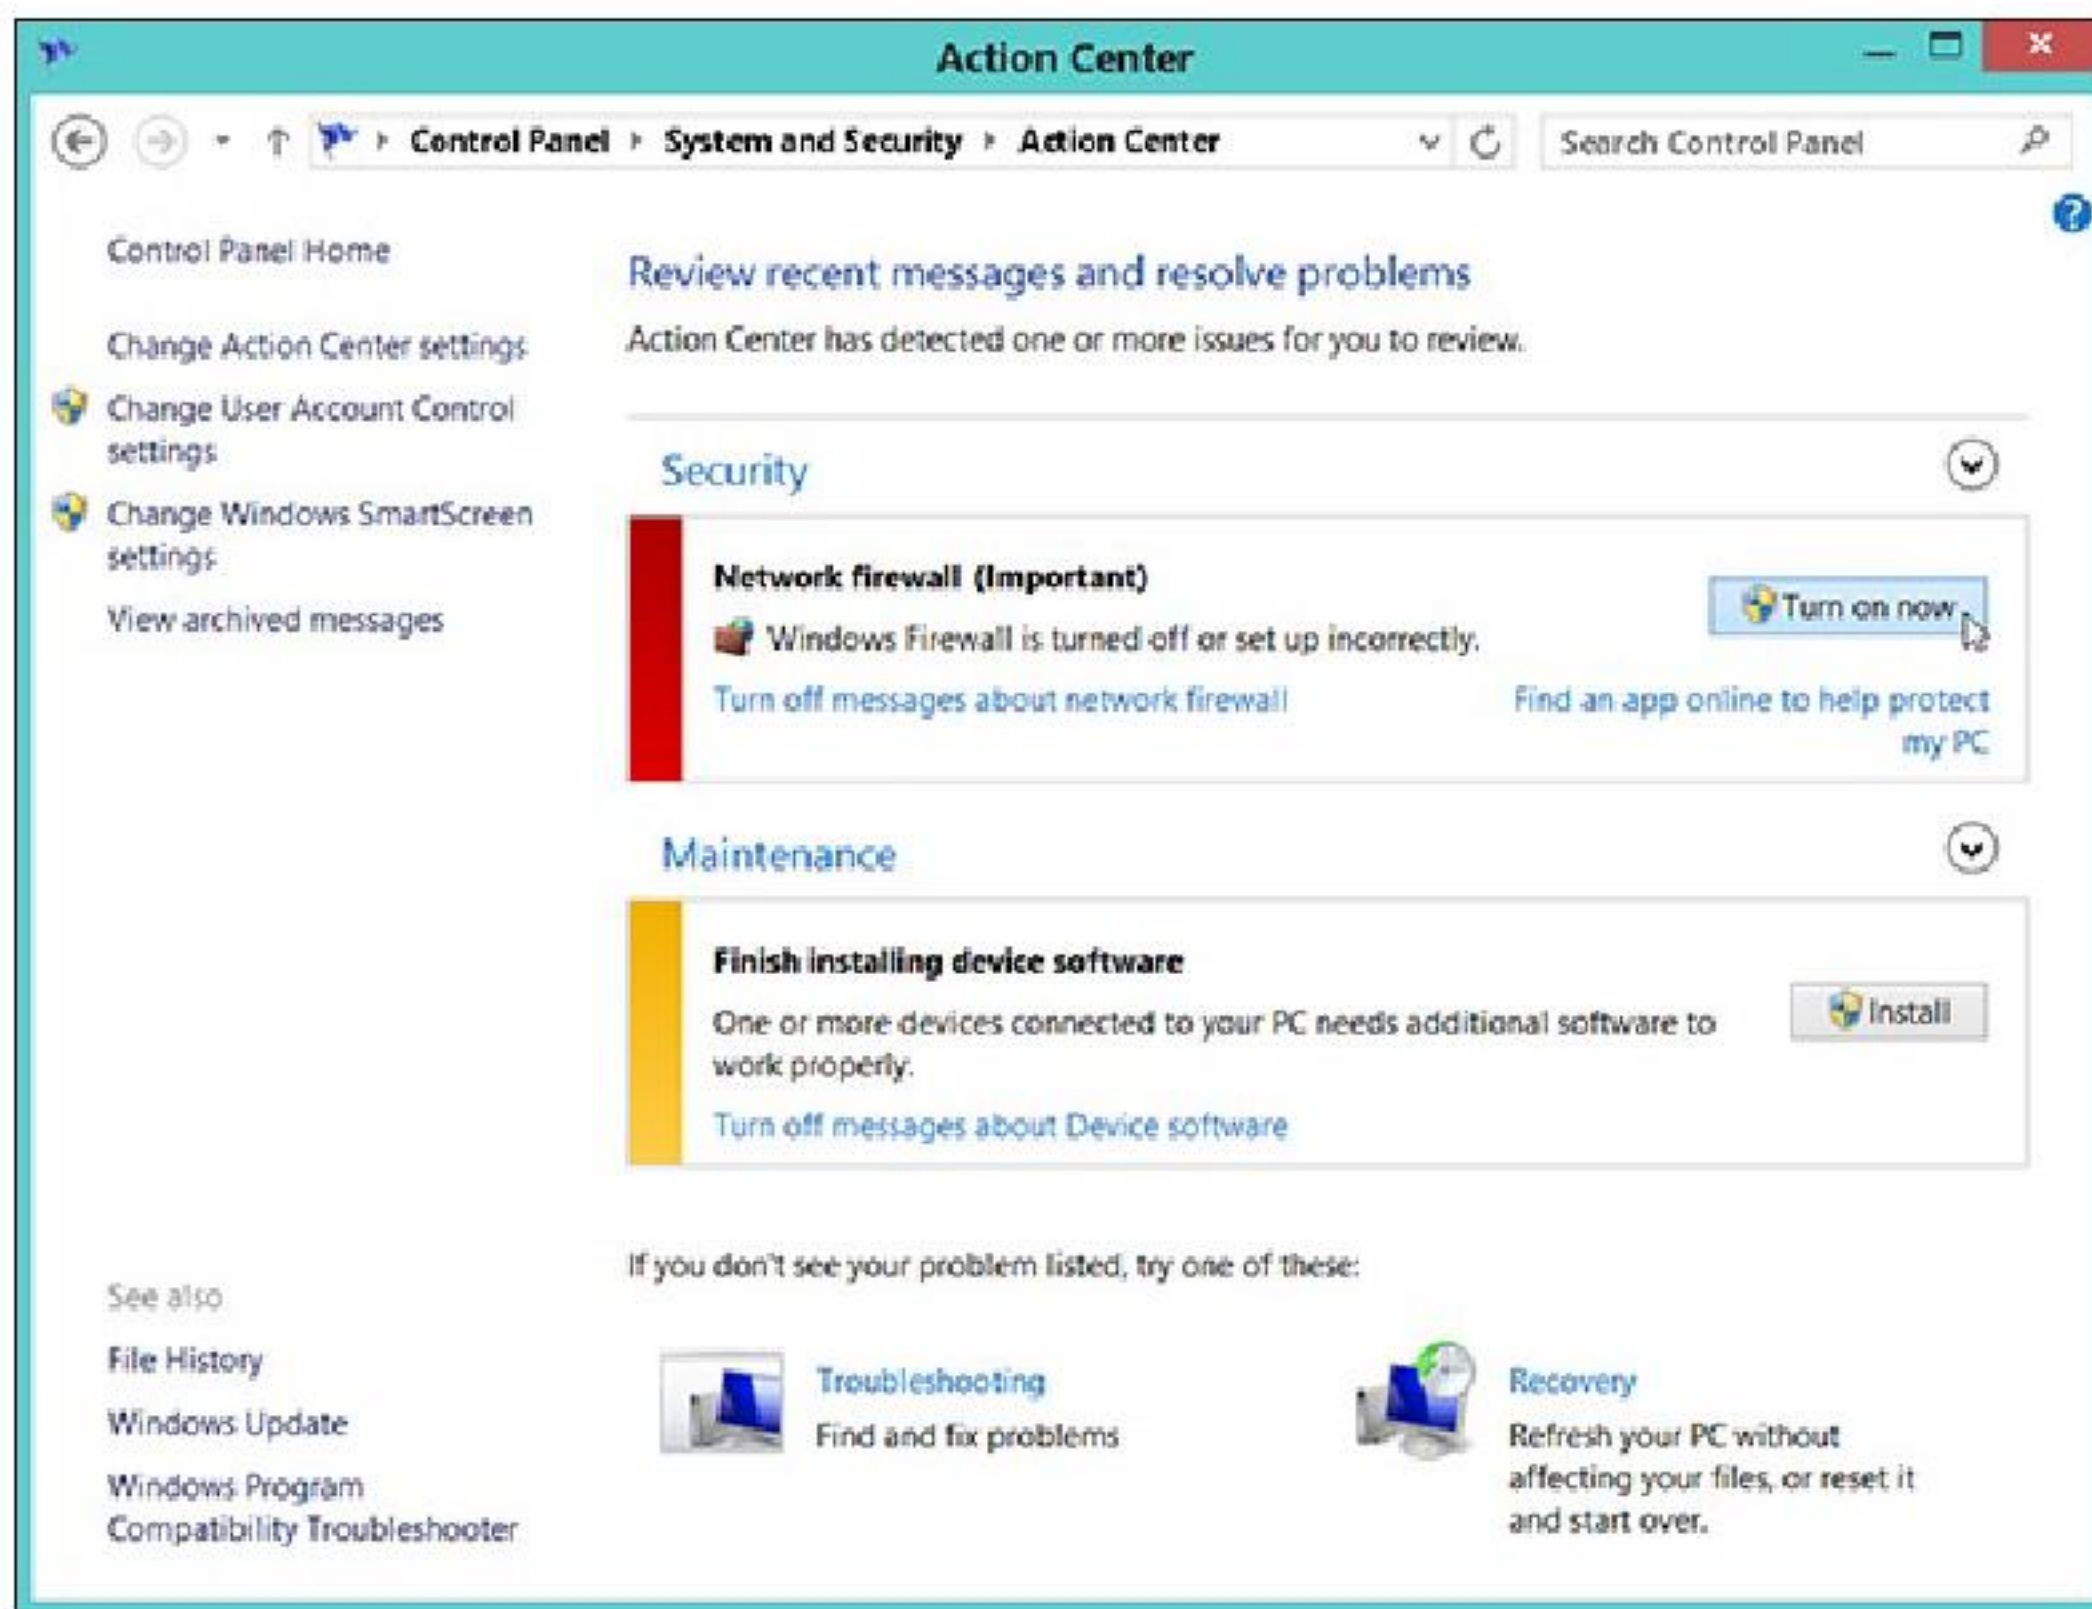 Action Center
Control Panel System and Security Action Center
Search Control Panel
Control Panel Home
Change Action Center settings
Change User Account Control
settings
Change Windows SmartScreen
settings
View archived messages
Review recent messages and resolve problems
Action Center has detected one or more issues for you to review.
Security
Network firewall (Important)
Windows Firewall is turned off or set up incorrectly.
Turn on now
Turn off messages about network firewall
Find an app online to help protect
my PC
Maintenance
Finish installing device software
One or more devices connected to your PC needs additional software to
work properly.
Install
Turn off messages about Device software
If you don't see your problem listed, try one of these:
Troubleshooting
Find and fix problems
Recovery
Refresh your PC without
affecting your files, or reset it
and start over.
See also
File History
Windows Update
Windows Program
Compatibility Troubleshooter